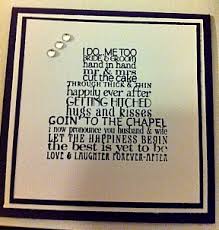 I DO, ME TOO
BRIDE & GROOM
hand in hand
mr & mrs
CUT THE CAKE
THROUGH THICK & THIN
happily ever after
GETTING HITCHED
hugs and kisses
GOIN' TO THE CHAPEL
i now pronounce you husband & wife
LET THE HAPPINESS BEGIN
the best is yet to be
LOVE & LAUGHTER FOREVER-AFTER